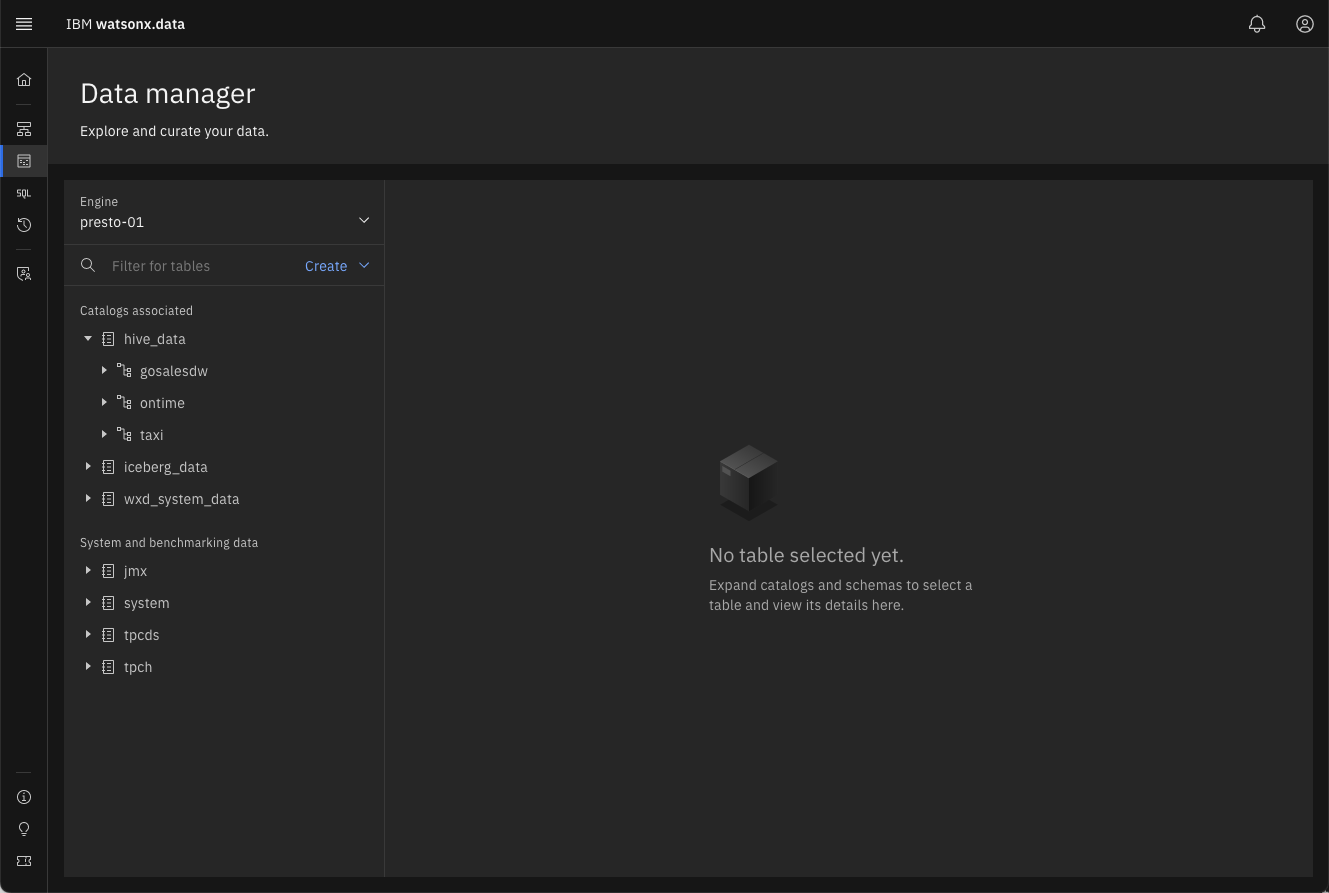 IBM watsonx.data
Data manager
Explore and curate your data.
SQL
Engine
presto-01
Filter for tables
Create
Catalogs associated
hive_data
gosalesdw
ontime
taxi
iceberg_data
wxd_system_data
System and benchmarking data
jmx
system
tpcds
tpch
No table selected yet.
Expand catalogs and schemas to select a
table and view its details here.